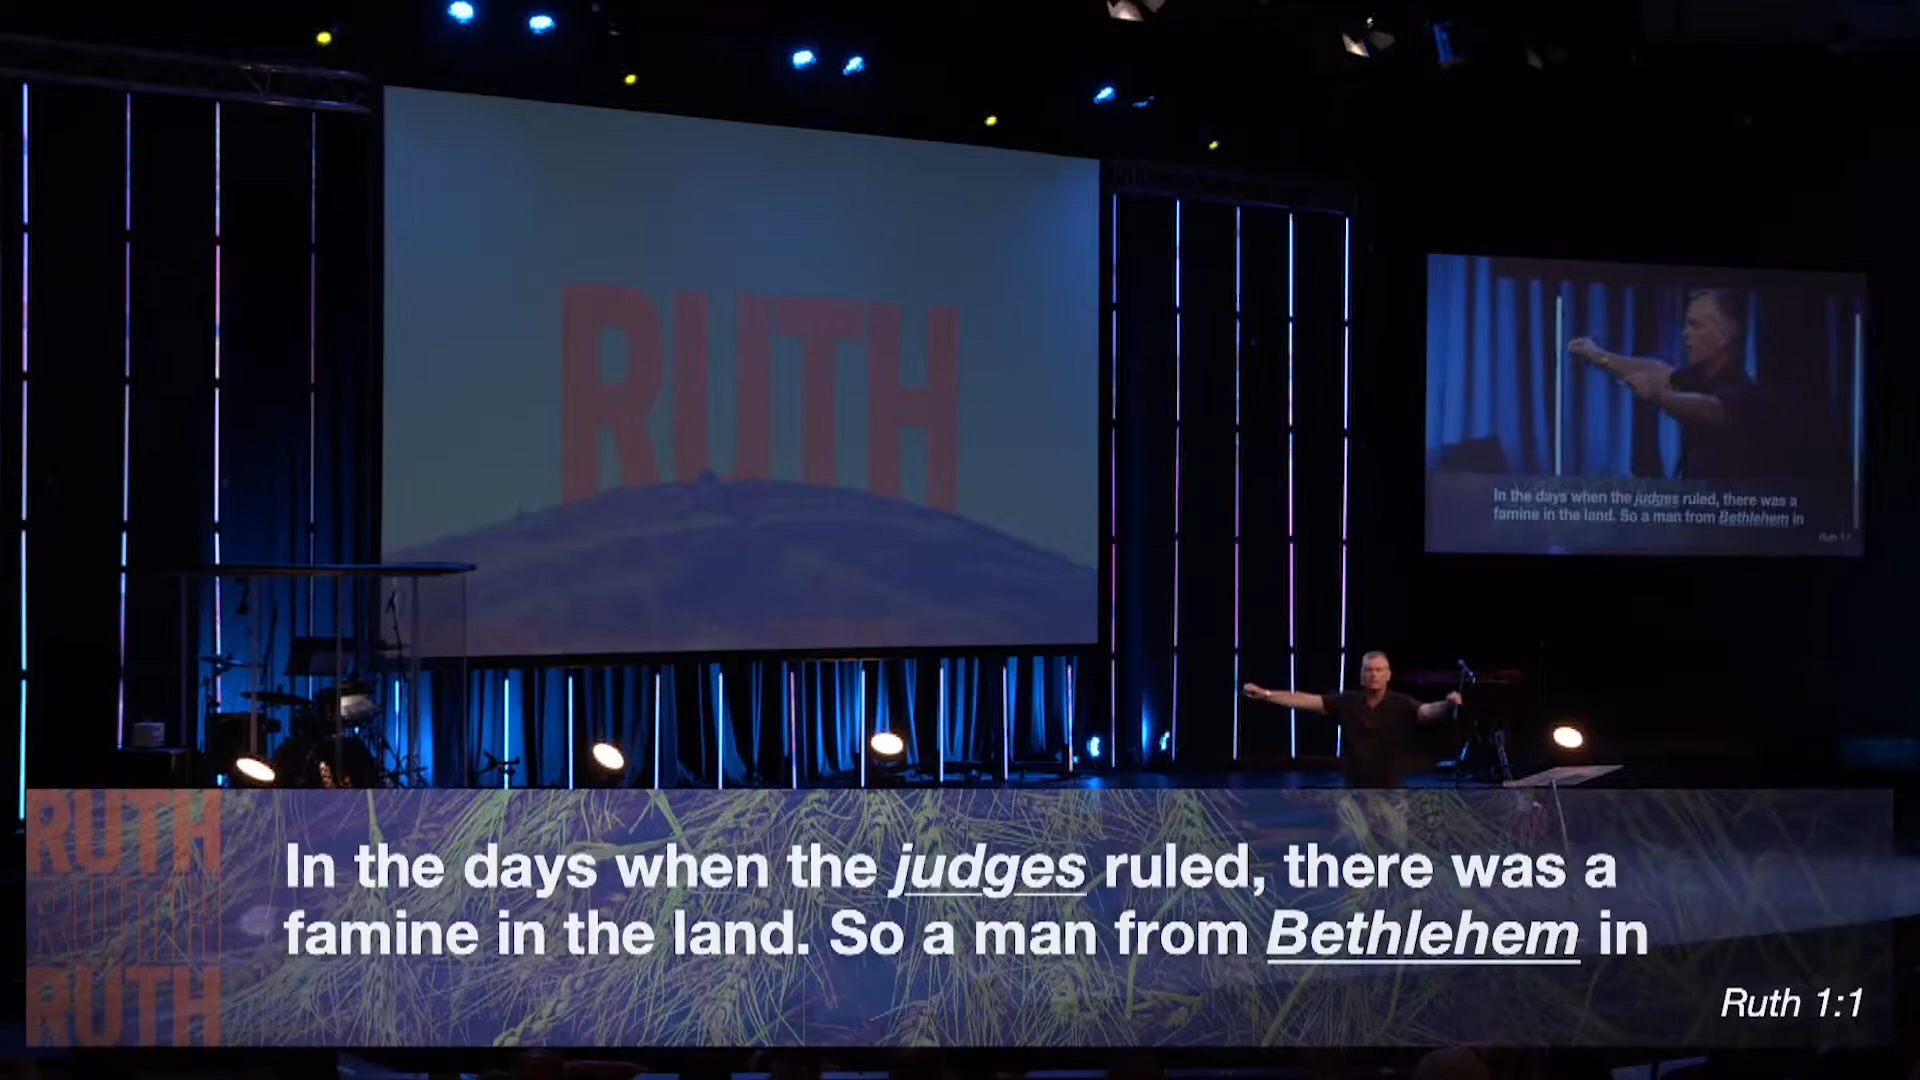 RUTH
In the days when the judges ruled, there was a
famine in the land. So a man from Bethlehem in
Ruth 1:1
RUTH
RUTH
RUTH
In the days when the judges ruled, there was a
famine in the land. So a man from Bethlehem in
Ruth 1:1